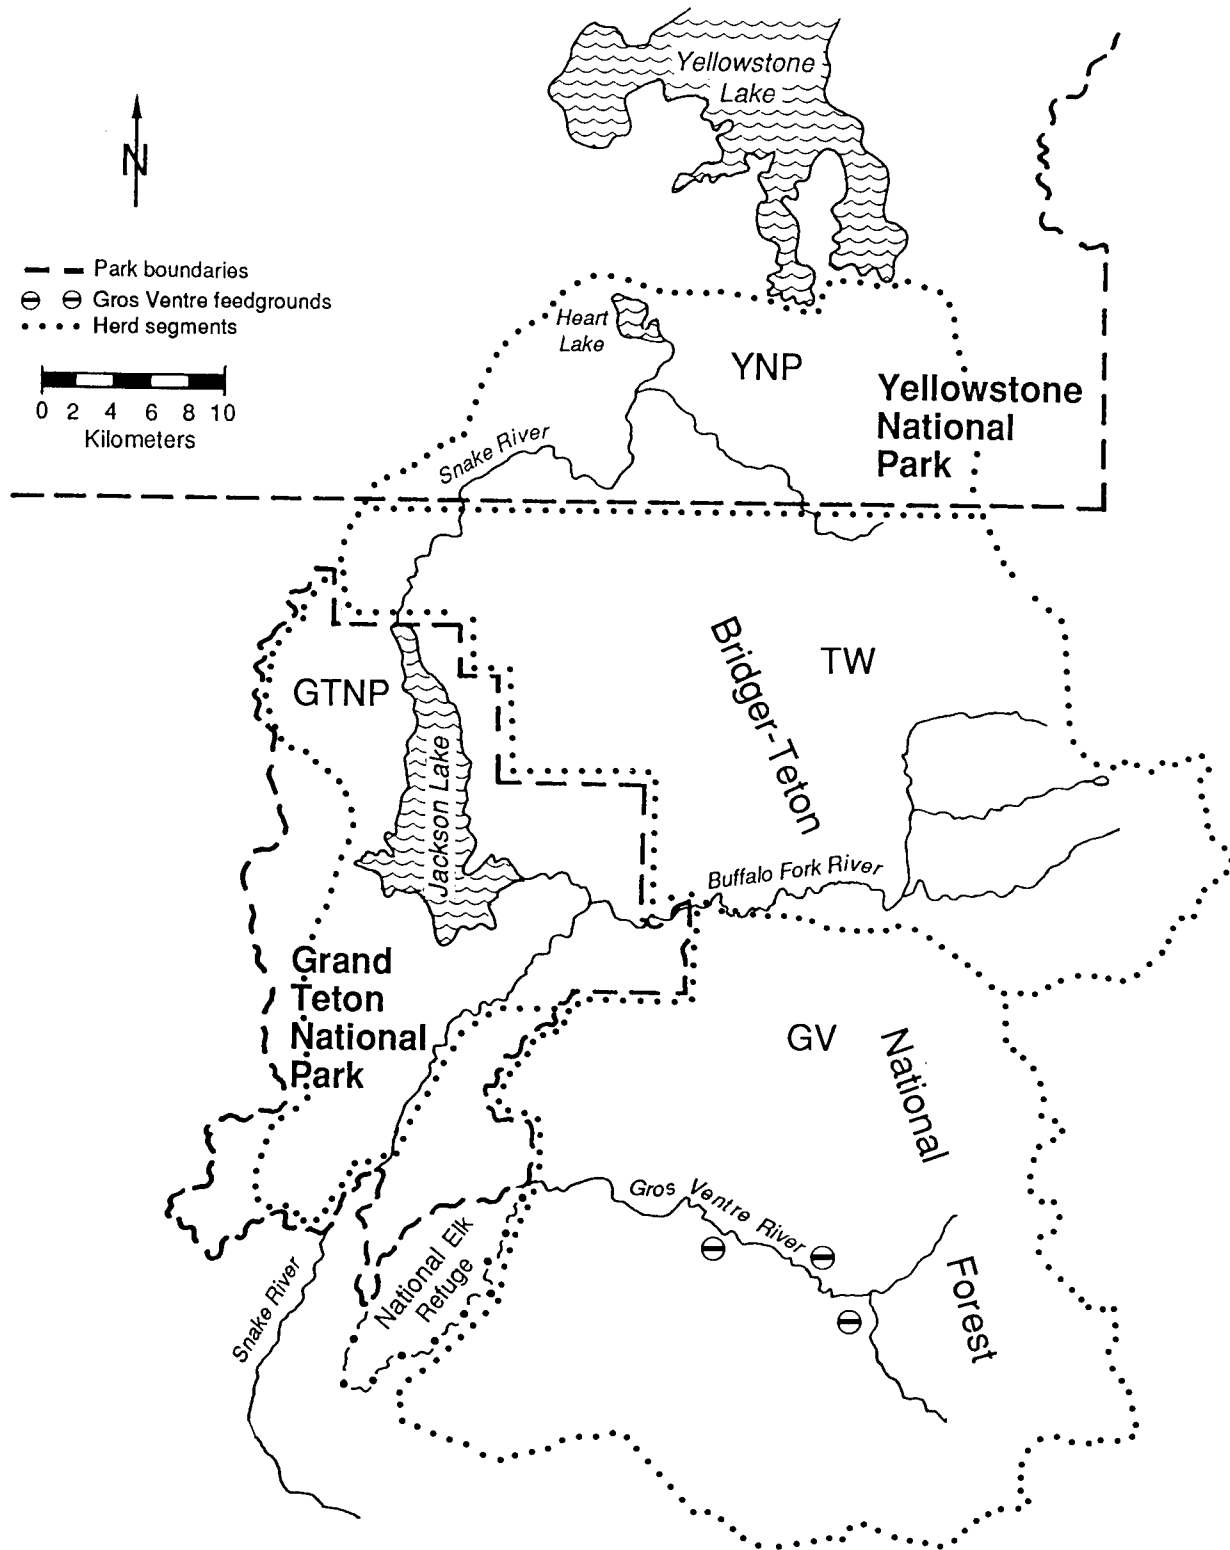 Yellowstone
Lake
N
Park boundaries
Gros Ventre feedgrounds
Herd segments
0 2 4 6 8 10
Kilometers
Heart
Lake
YNP
Yellowstone
National
Park
Snake River
GTNP
TW
Bridger-Teton
Jackson Lake
Buffalo Fork River
Grand
Teton
National
Park
GV
National
Gros Ventre River
National Elk
Refuge
Forest
Snake River